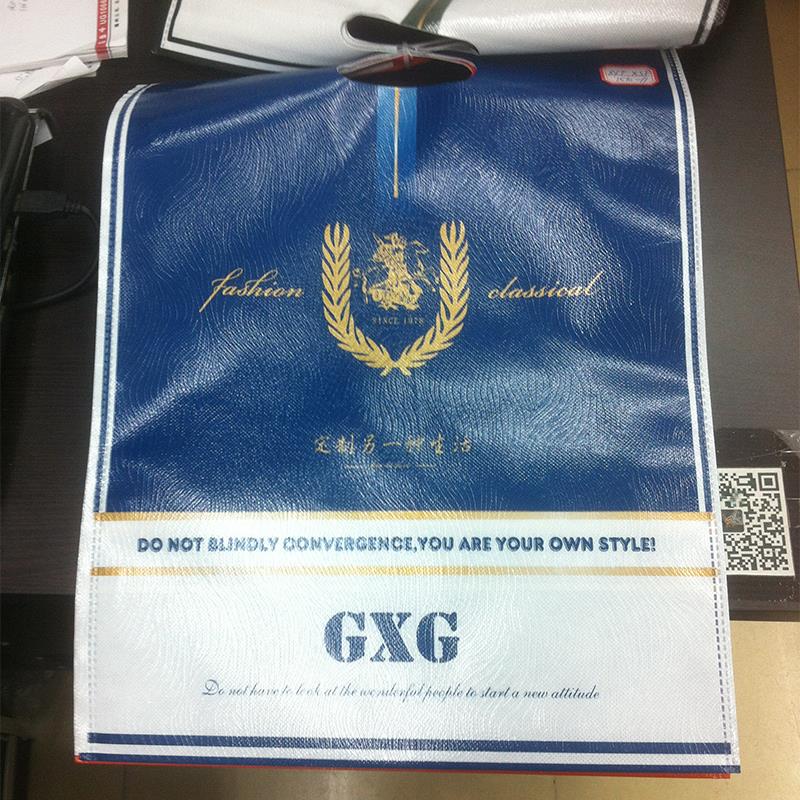 fashion
classical
SINCE 1978
定制另一种生活
DO NOT BLINDLY CONVERGENCE,YOU ARE YOUR OWN STYLE!
GXG
Do not have to look at the wonderful people to start a new attitude